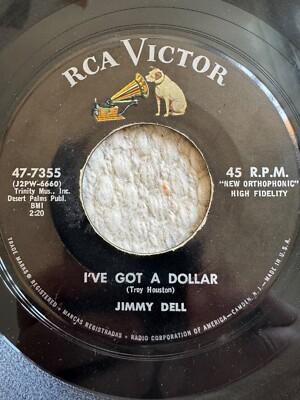 RCA VICTOR
47-7355
(J2PW-6660)
Trinity Mus., Inc.
Desert Palms Publ.
BMI
2:20
45 R.P.M.
"NEW ORTHOPHONIC"
HIGH FIDELITY
I'VE GOT A DOLLAR
(Troy Houston)
JIMMY DELL
TRADE MARKS ® REGISTERED • MARCAS REGISTRADAS • RADIO CORPORATION OF AMERICA—CAMDEN, N.J.—MADE IN U.S.A.